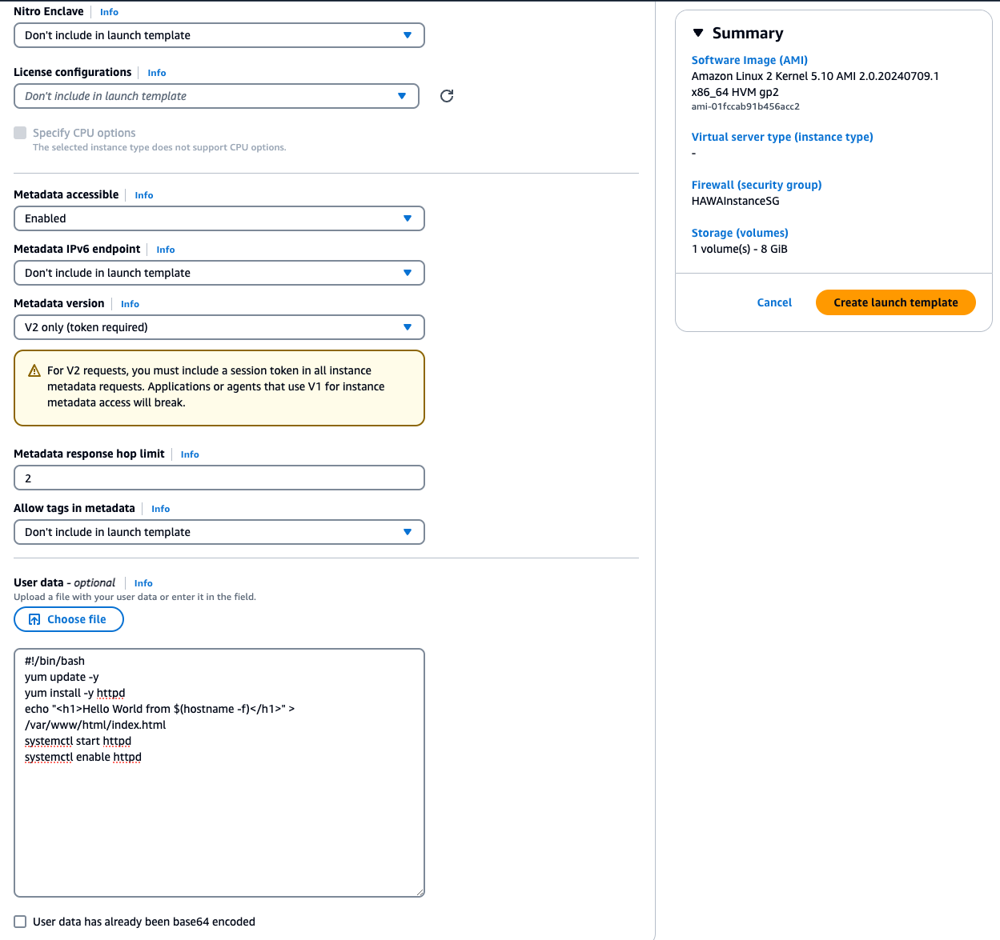 Nitro Enclave Info
Don't include in launch template
License configurations Info
Don't include in launch template
Specify CPU options
The selected instance type does not support CPU options.
Metadata accessible Info
Enabled
Metadata IPv6 endpoint Info
Don't include in launch template
Metadata version Info
V2 only (token required)
For V2 requests, you must include a session token in all instance
metadata requests. Applications or agents that use V1 for instance
metadata access will break.
Metadata response hop limit Info
2
Allow tags in metadata Info
Don't include in launch template
User data - optional Info
Upload a file with your user data or enter it in the field.
Choose file
#!/bin/bash
yum update -y
yum install -y httpd
echo "<h1>Hello World from $(hostname -f)</h1>" >
/var/www/html/index.html
systemctl start httpd
systemctl enable httpd
User data has already been base64 encoded
Summary
Software Image (AMI)
Amazon Linux 2 Kernel 5.10 AMI 2.0.20240709.1
x86_64 HVM gp2
ami-01fccab91b456acc2
Virtual server type (instance type)
-
Firewall (security group)
HAWAInstanceSG
Storage (volumes)
1 volume(s) - 8 GiB
Cancel
Create launch template